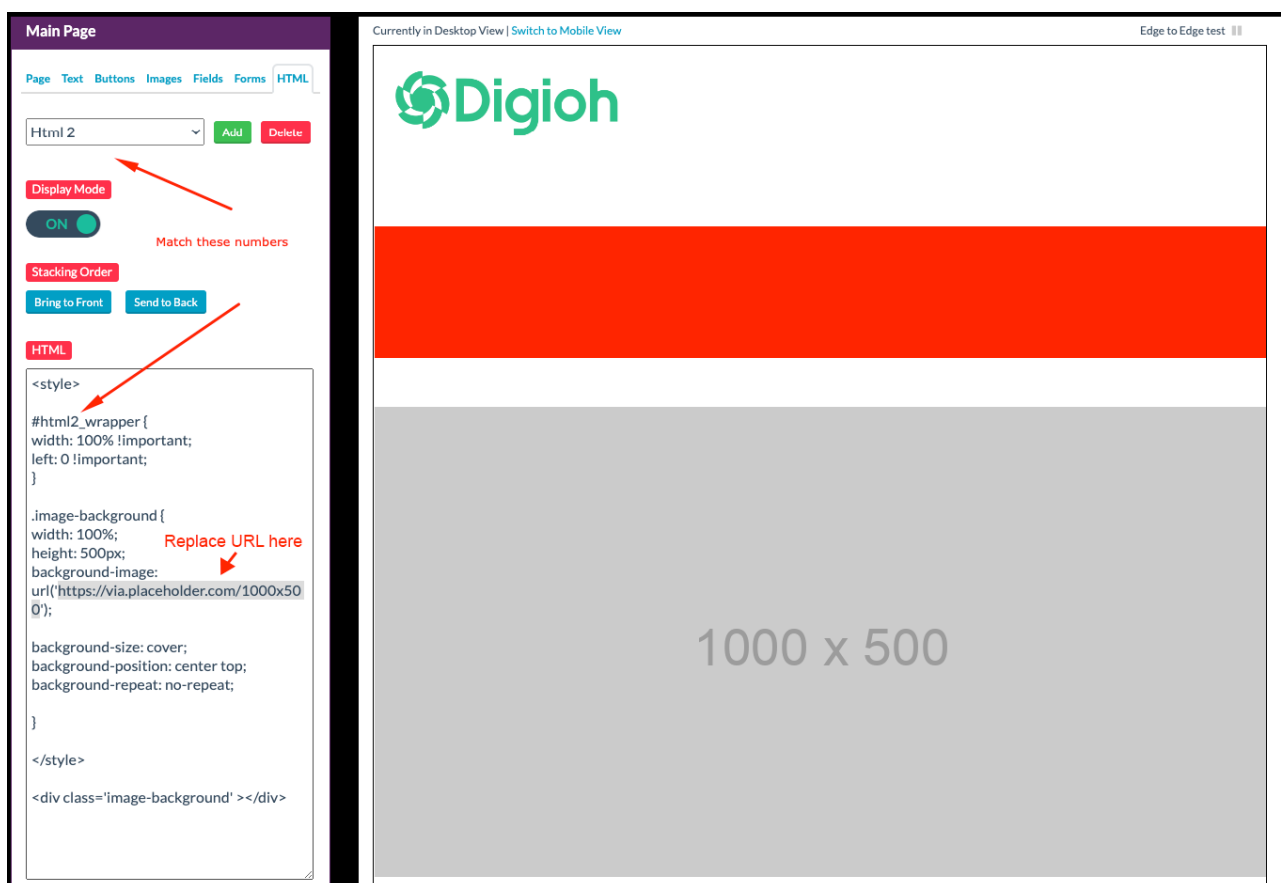 Main Page
Currently in Desktop View | Switch to Mobile View
Edge to Edge test
Page Text Buttons Images Fields Forms HTML
Digioh
Html 2
Add
Delete
Display Mode
ON
Match these numbers
Stacking Order
Bring to Front
Send to Back
HTML
<style>
#html2_wrapper {
width: 100% !important;
left: 0 !important;
}
.image-background {
width: 100%;
Replace URL here
height: 500px;
background-image:
url('https://via.placeholder.com/1000x50
0');
background-size: cover;
background-position: center top;
background-repeat: no-repeat;
}
</style>
<div class='image-background' ></div>
1000 x 500